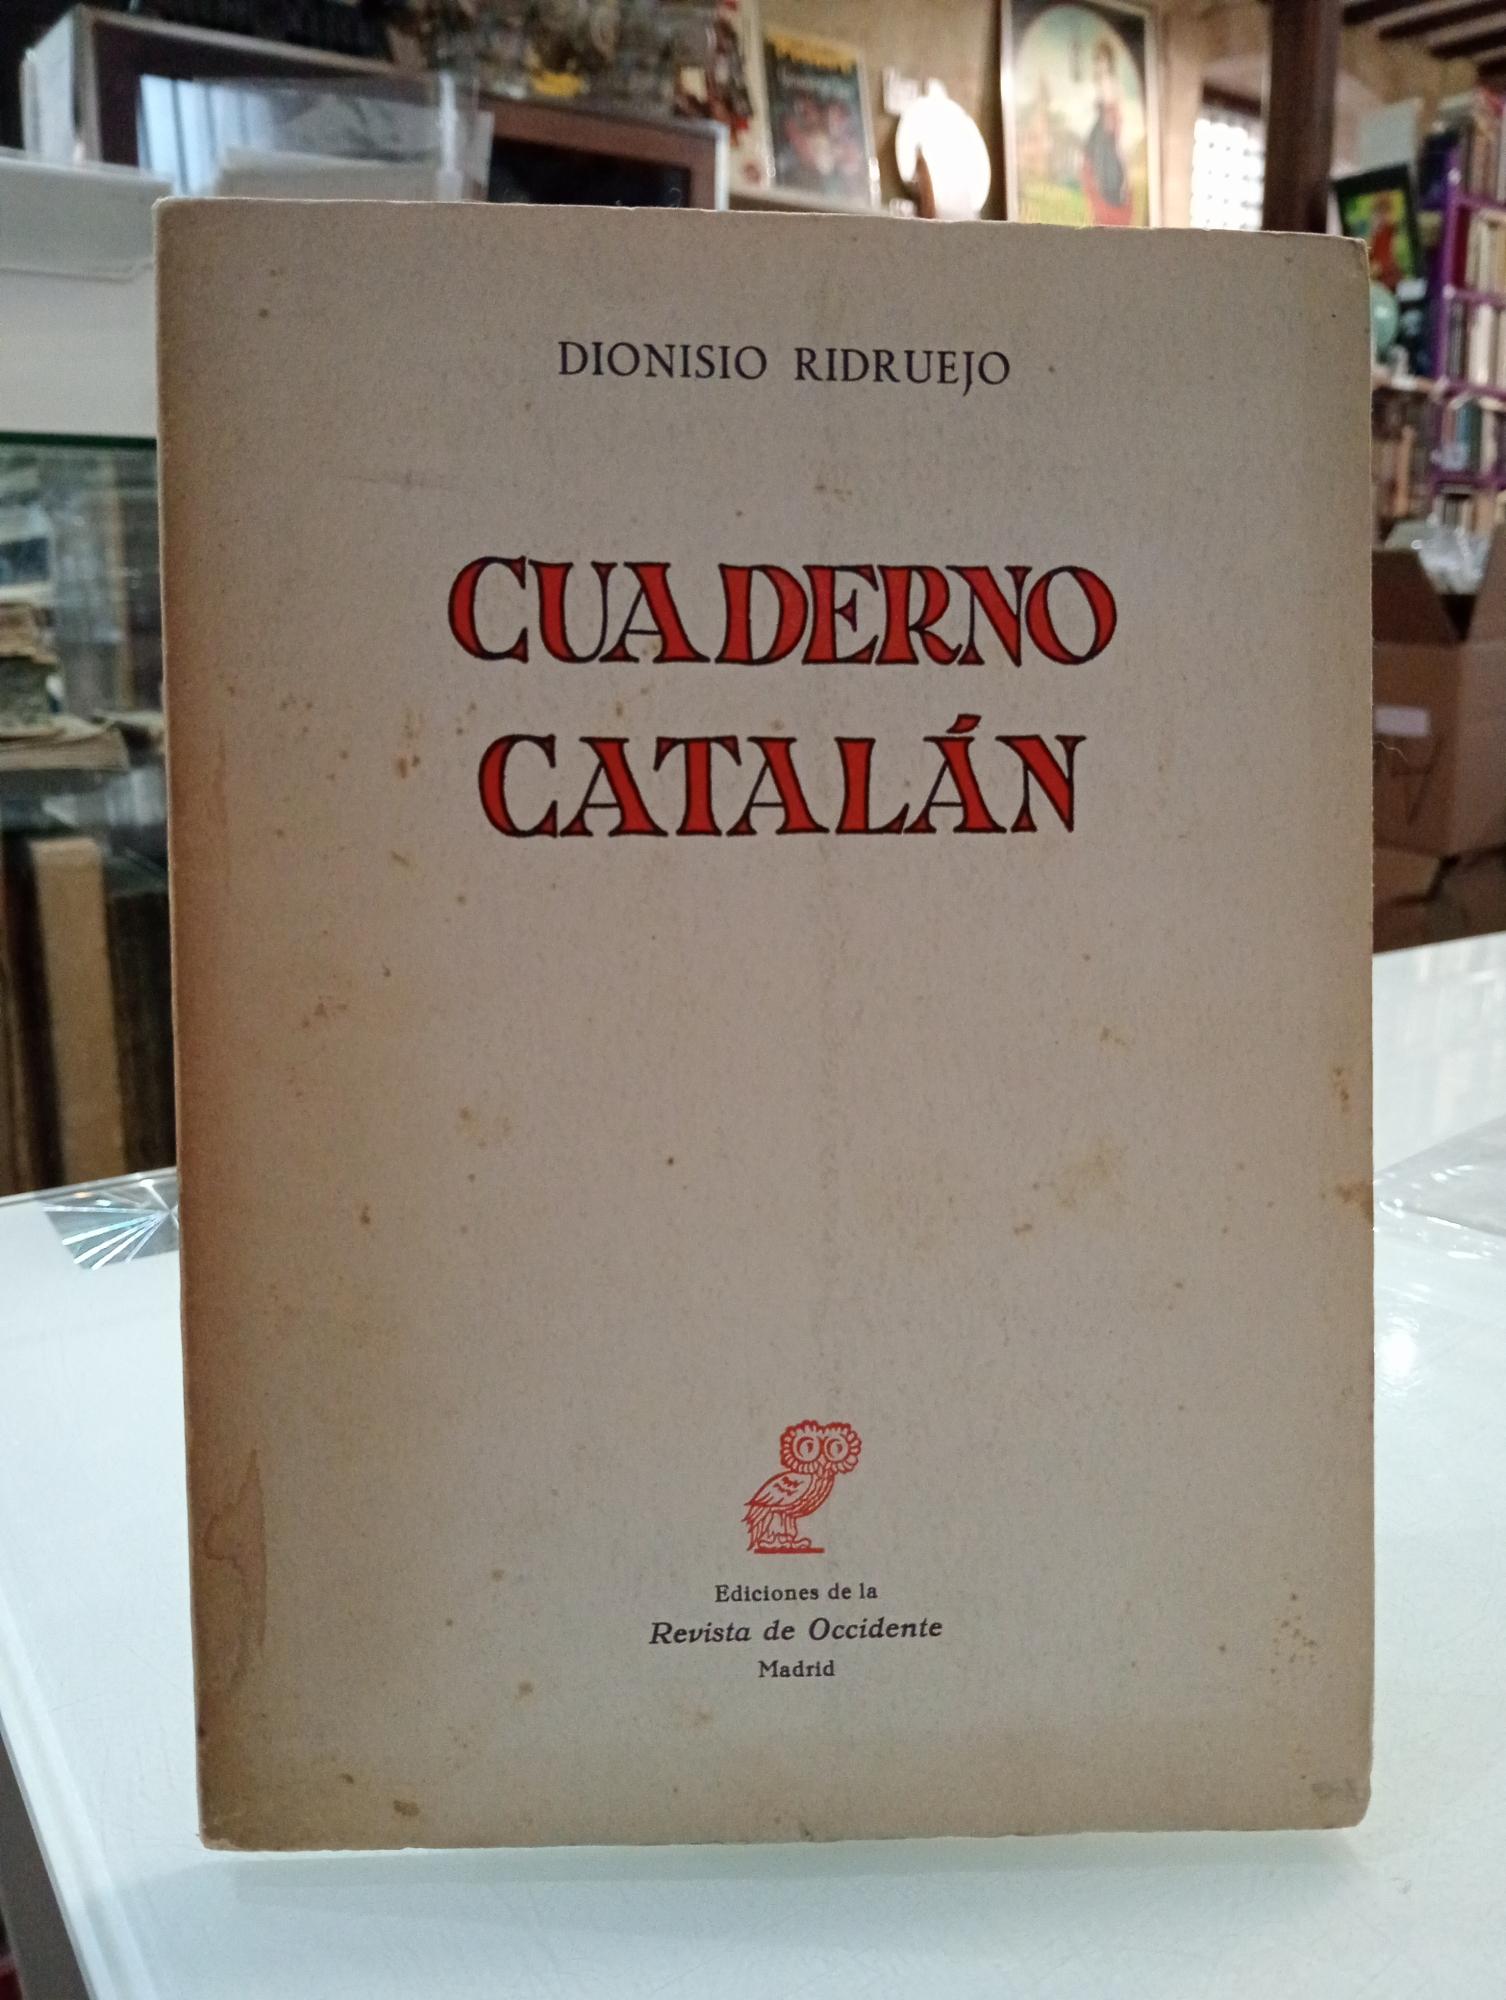 DIONISIO RIDRUEJO
CUADERNO
CATALÁN
Ediciones de la
Revista de Occidente
Madrid